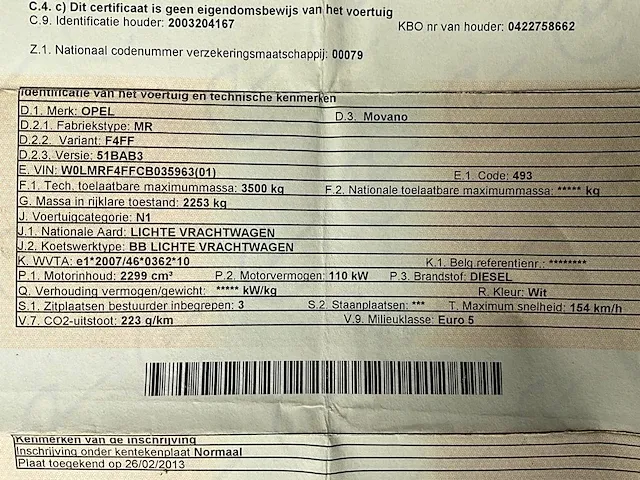 C.4. c) Dit certificaat is geen eigendomsbewijs van het voertuig
C.9. Identificatie houder: 2003204167 KBO nr van houder: 0422758662
Z.1. Nationaal codenummer verzekeringsmaatschappij: 00079
Identificatie van het voertuig en technische kenmerken
D.1. Merk: OPEL D.3. Movano
D.2.1. Fabriekstype: MR
D.2.2. Variant: F4FF
D.2.3. Versie: 51BAB3
E. VIN: W0LMRF4FFCB035963(01) E.1. Code: 493
F.1. Tech. toelaatbare maximummassa: 3500 kg F.2. Nationale toelaatbare maximummassa: ***** kg
G. Massa in rijklare toestand: 2253 kg
J. Voertuigcategorie: N1
J.1. Nationale Aard: LICHTE VRACHTWAGEN
J.2. Koetswerktype: BB LICHTE VRACHTWAGEN
K. WVTA: e1*2007/46*0362*10 K.1. Belg.referentienr.: ********
P.1. Motorinhoud: 2299 cm³ P.2. Motorvermogen: 110 kW P.3. Brandstof: DIESEL
Q. Verhouding vermogen/gewicht: ***** kW/kg R. Kleur: Wit
S.1. Zitplaatsen bestuurder inbegrepen: 3 S.2. Staanplaatsen: *** T. Maximum snelheid: 154 km/h
V.7. CO2-uitstoot: 223 g/km V.9. Milieuklasse: Euro 5
Kenmerken van de inschrijving
Inschrijving onder kentekenplaat Normaal
Plaat toegekend op 26/02/2013